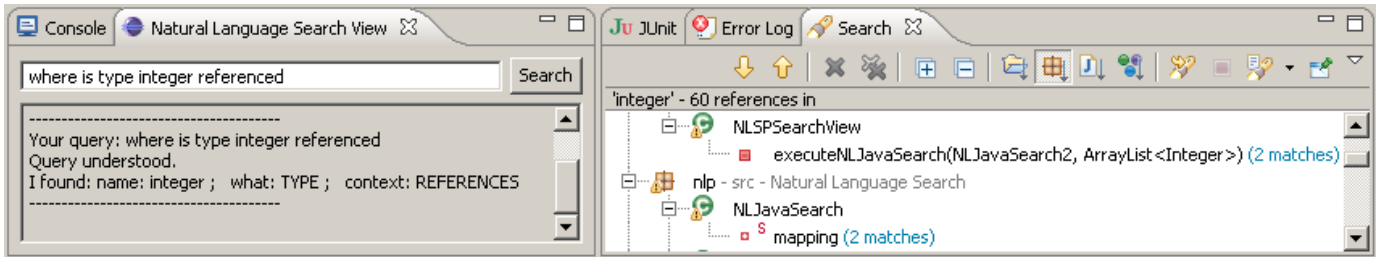 Console Natural Language Search View
where is type integer referenced Search
----------------------------------------
Your query: where is type integer referenced
Query understood.
I found: name: integer ; what: TYPE ; context: REFERENCES
----------------------------------------
JUnit Error Log Search
'integer' - 60 references in
NLSPSearchView
executeNLJavaSearch(NLJavaSearch2, ArrayList<Integer>) (2 matches)
nlp - src - Natural Language Search
NLJavaSearch
S mapping (2 matches)